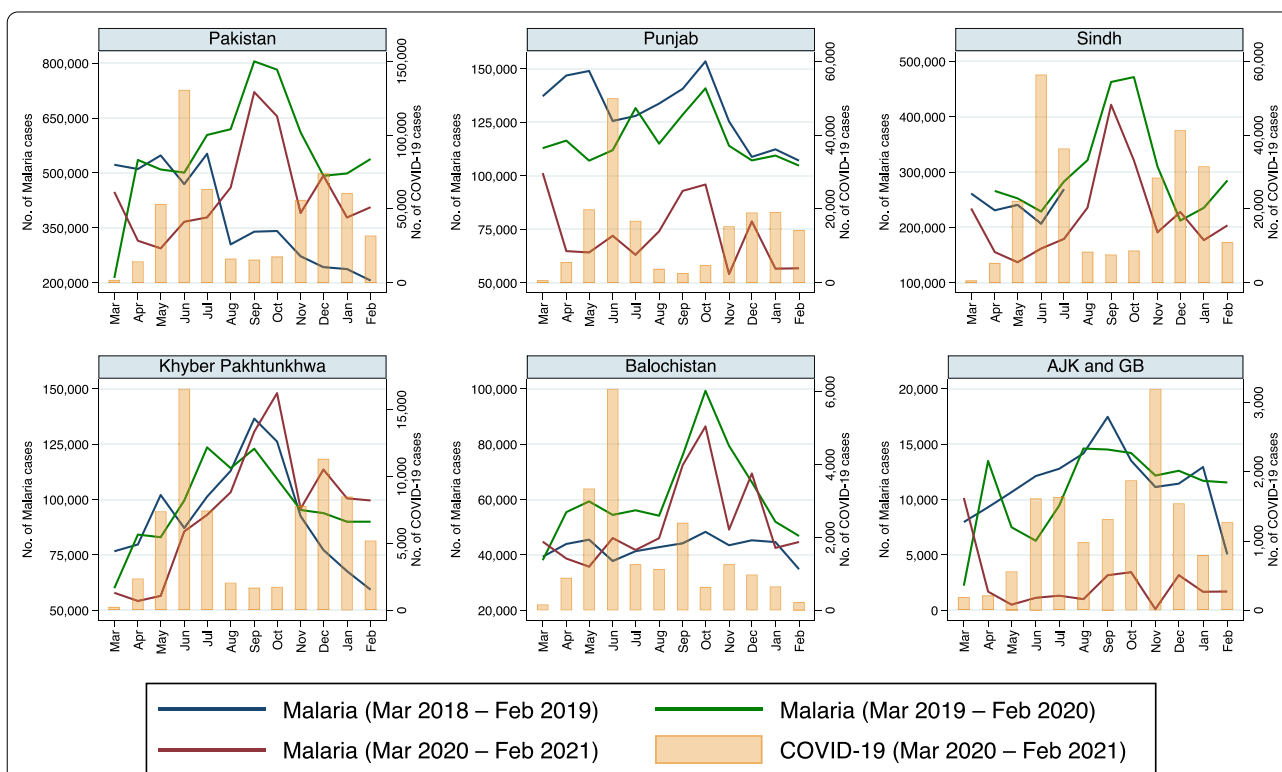 Pakistan
No. of Malaria cases
800,000
650,000
500,000
350,000
200,000
150,000
100,000
50,000
0
No. of COVID-19 cases
Mar Apr May Jun Jul Aug Sep Oct Nov Dec Jan Feb
Punjab
No. of Malaria cases
150,000
125,000
100,000
75,000
50,000
60,000
40,000
20,000
0
No. of COVID-19 cases
Mar Apr May Jun Jul Aug Sep Oct Nov Dec Jan Feb
Sindh
No. of Malaria cases
500,000
400,000
300,000
200,000
100,000
60,000
40,000
20,000
0
No. of COVID-19 cases
Mar Apr May Jun Jul Aug Sep Oct Nov Dec Jan Feb
Khyber Pakhtunkhwa
No. of Malaria cases
150,000
125,000
100,000
75,000
50,000
15,000
10,000
5,000
0
No. of COVID-19 cases
Mar Apr May Jun Jul Aug Sep Oct Nov Dec Jan Feb
Balochistan
No. of Malaria cases
100,000
80,000
60,000
40,000
20,000
6,000
4,000
2,000
0
No. of COVID-19 cases
Mar Apr May Jun Jul Aug Sep Oct Nov Dec Jan Feb
AJK and GB
No. of Malaria cases
20,000
15,000
10,000
5,000
0
3,000
2,000
1,000
0
No. of COVID-19 cases
Mar Apr May Jun Jul Aug Sep Oct Nov Dec Jan Feb
Malaria (Mar 2018 – Feb 2019)
Malaria (Mar 2019 – Feb 2020)
Malaria (Mar 2020 – Feb 2021)
COVID-19 (Mar 2020 – Feb 2021)